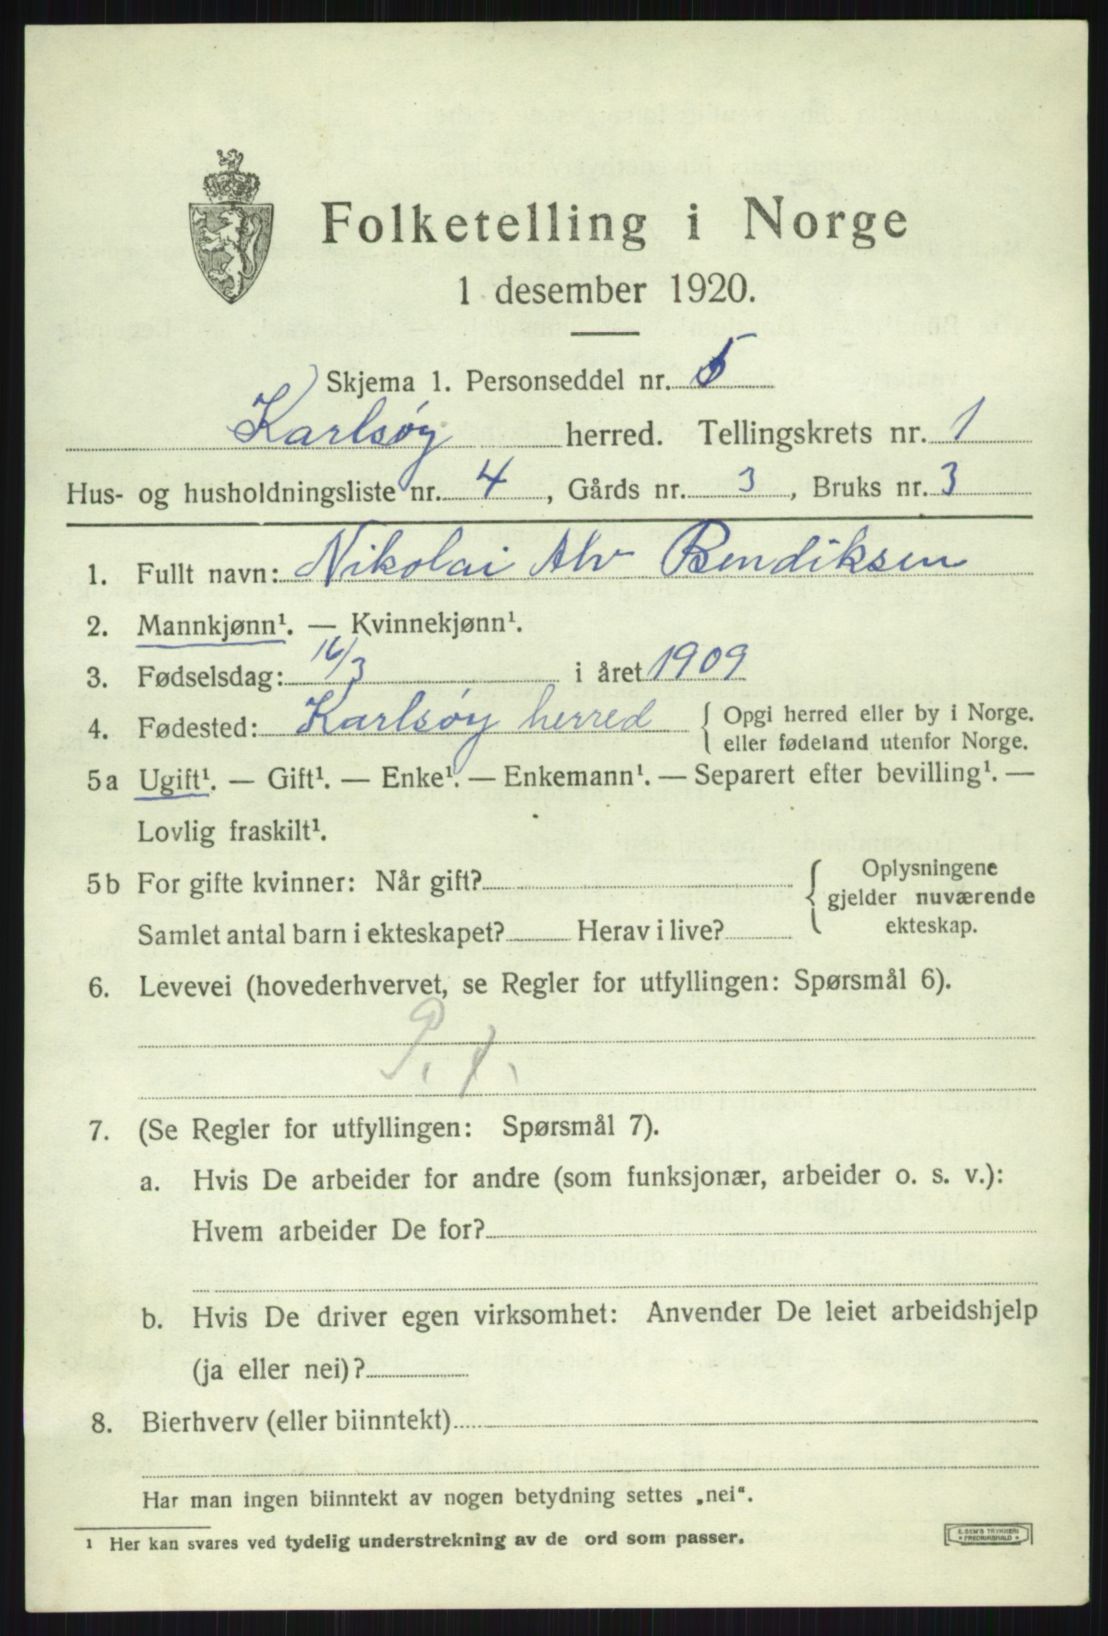 Folketelling i Norge
1 desember 1920.
Skjema 1. Personseddel nr. 5
Karlsøy herred. Tellingskrets nr. 1
Hus- og husholdningsliste nr. 4, Gårds nr. 3, Bruks nr. 3
1. Fullt navn: Nikolai Alv Bendiksen
2. Mannkjønn¹. — Kvinnekjønn¹.
3. Fødselsdag: 16/3 i året 1909
4. Fødested: Karlsøy herred { Opgi herred eller by i Norge.
eller fødeland utenfor Norge.
5a Ugift¹. — Gift¹. — Enke¹. — Enkemann¹. — Separert efter bevilling¹. —
Lovlig fraskilt¹.
5b For gifte kvinner: Når gift? { Oplysningene
gjelder nuværende
ekteskap.
Samlet antal barn i ekteskapet? Herav i live?
6. Levevei (hovederhvervet, se Regler for utfyllingen: Spørsmål 6).
7. (Se Regler for utfyllingen: Spørsmål 7).
a. Hvis De arbeider for andre (som funksjonær, arbeider o. s. v.):
Hvem arbeider De for?
b. Hvis De driver egen virksomhet: Anvender De leiet arbeidshjelp
(ja eller nei)?
8. Bierhverv (eller biinntekt)
Har man ingen biinntekt av nogen betydning settes „nei“.
¹ Her kan svares ved tydelig understrekning av de ord som passer.
E. SEM'S TRYKKERI
FREDRIKSHALD